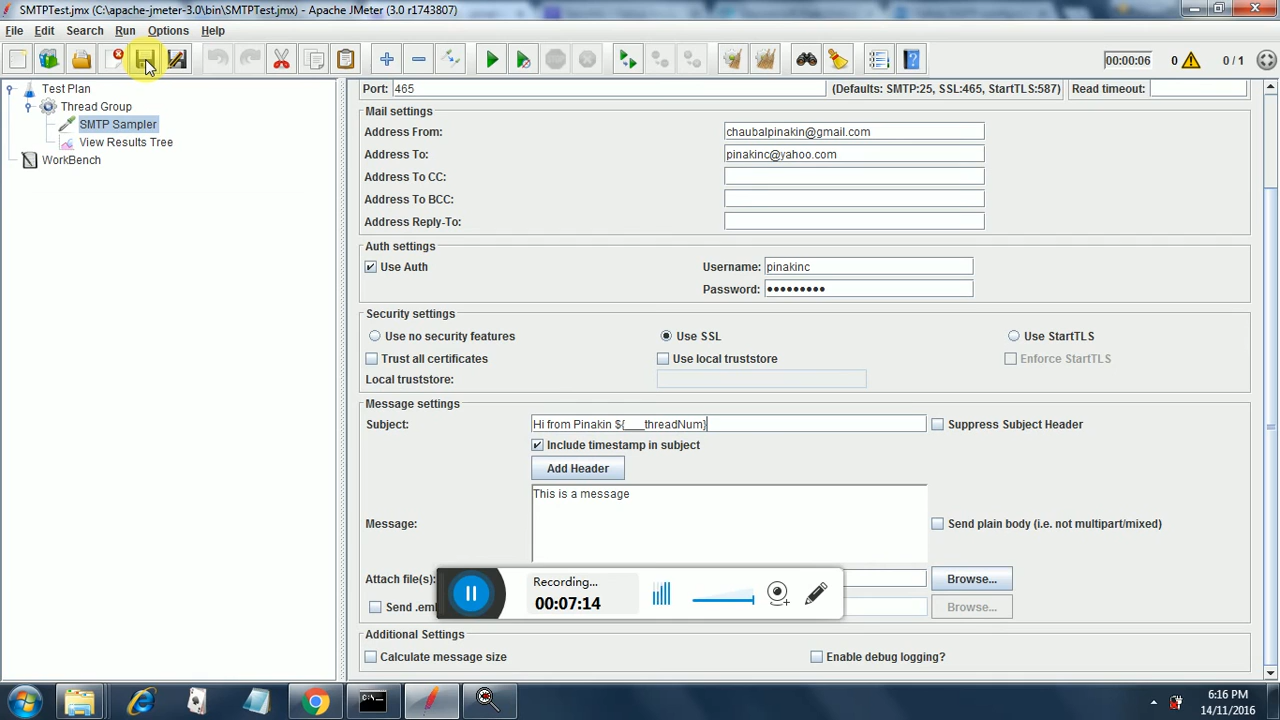 SMTPTest.jmx (C:\apache-jmeter-3.0\bin\SMTPTest.jmx) - Apache JMeter (3.0 r1743807)
File Edit Search Run Options Help
00:00:06 0 0 / 1
Test Plan
Thread Group
SMTP Sampler
View Results Tree
WorkBench
Port: 465 (Defaults: SMTP:25, SSL:465, StartTLS:587) Read timeout:
Mail settings
Address From: chaubalpinakin@gmail.com
Address To: pinakinc@yahoo.com
Address To CC:
Address To BCC:
Address Reply-To:
Auth settings
Use Auth Username: pinakinc
Password: •••••••••
Security settings
Use no security features Use SSL Use StartTLS
Trust all certificates Use local truststore Enforce StartTLS
Local truststore:
Message settings
Subject: Hi from Pinakin ${___threadNum} Suppress Subject Header
Include timestamp in subject
Add Header
This is a message
Message: Send plain body (i.e. not multipart/mixed)
Attach file(s): Browse...
Send .em Browse...
Recording...
00:07:14
Additional Settings
Calculate message size Enable debug logging?
6:16 PM
14/11/2016